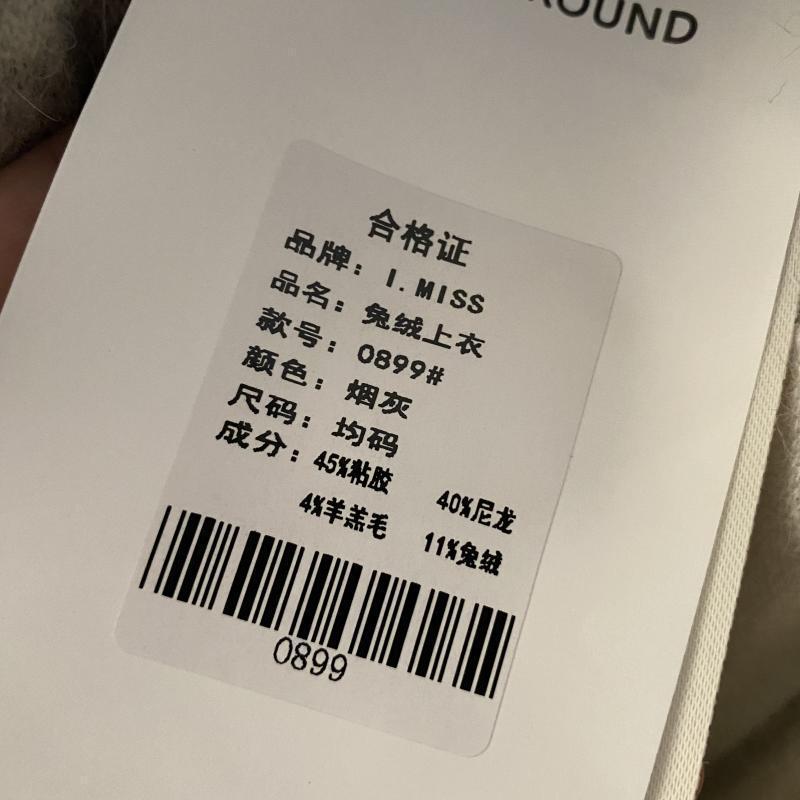 ROUND
合格证
品牌：I.MISS
品名：兔绒上衣
款号：0899#
颜色：烟灰
尺码：均码
成分：45%粘胶 40%尼龙
4%羊羔毛 11%兔绒
0899